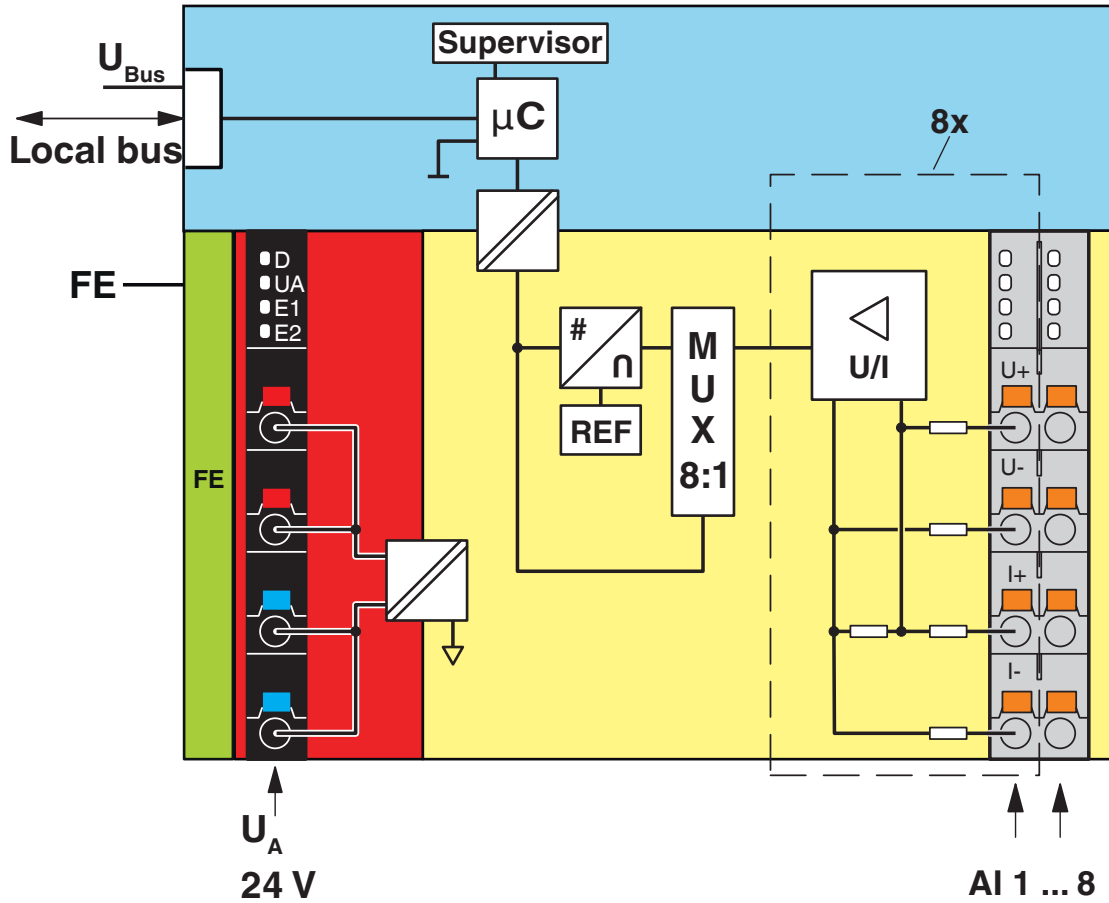 Supervisor
U Bus
µC
8x
Local bus
FE
D
UA
E1
E2
#
∩
REF
M
U
X
8:1
U/I
U+
U-
I+
I-
FE
U A
24 V
AI 1 ... 8